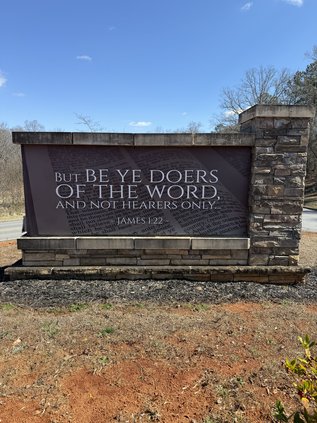 But BE YE DOERS
OF THE WORD,
AND NOT HEARERS ONLY.
JAMES 1:22